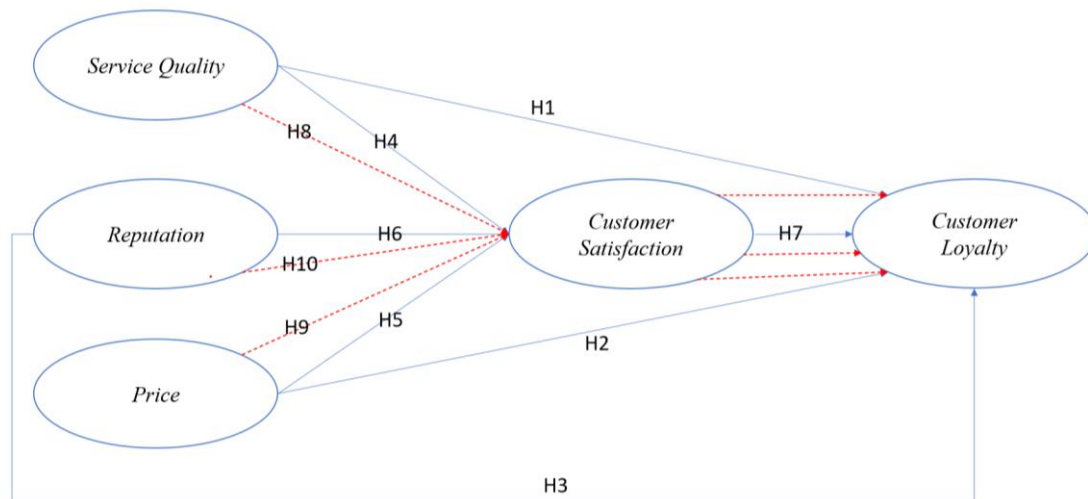 Service Quality
H1
H8
H4
Reputation
H6
Customer
Satisfaction
H7
Customer
Loyalty
H10
H9
H5
H2
Price
H3